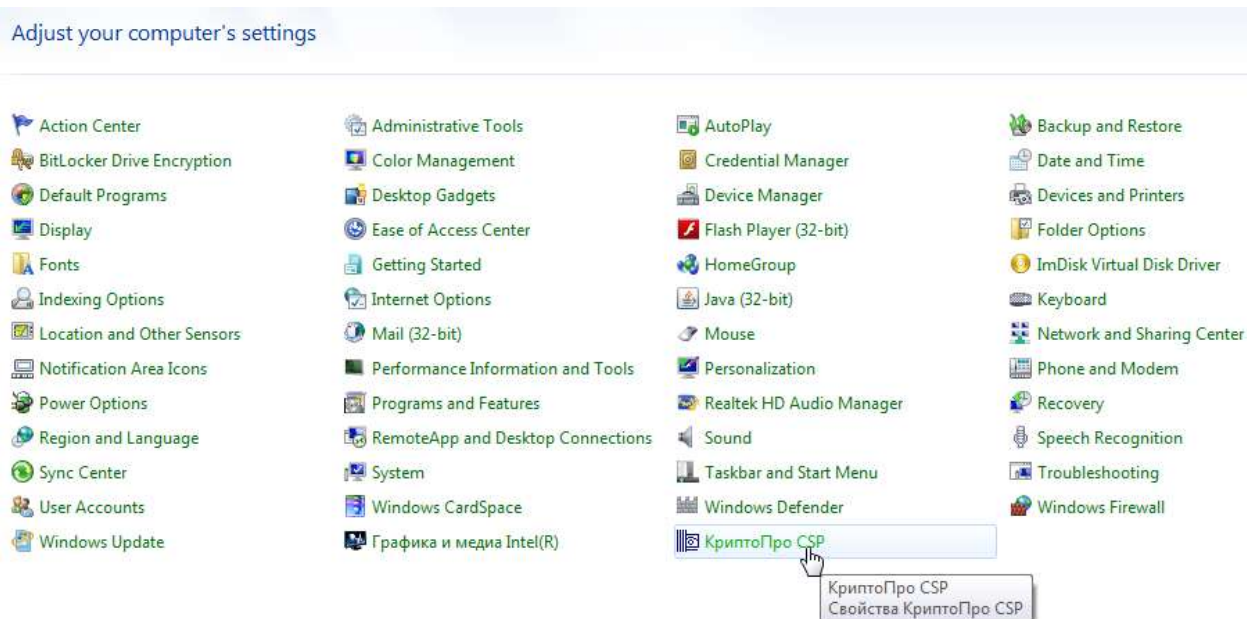 Adjust your computer's settings
Action Center Administrative Tools AutoPlay Backup and Restore
BitLocker Drive Encryption Color Management Credential Manager Date and Time
Default Programs Desktop Gadgets Device Manager Devices and Printers
Display Ease of Access Center Flash Player (32-bit) Folder Options
Fonts Getting Started HomeGroup ImDisk Virtual Disk Driver
Indexing Options Internet Options Java (32-bit) Keyboard
Location and Other Sensors Mail (32-bit) Mouse Network and Sharing Center
Notification Area Icons Performance Information and Tools Personalization Phone and Modem
Power Options Programs and Features Realtek HD Audio Manager Recovery
Region and Language RemoteApp and Desktop Connections Sound Speech Recognition
Sync Center System Taskbar and Start Menu Troubleshooting
User Accounts Windows CardSpace Windows Defender Windows Firewall
Windows Update Графика и медиа Intel(R) КриптоПро CSP
КриптоПро CSP
Свойства КриптоПро CSP